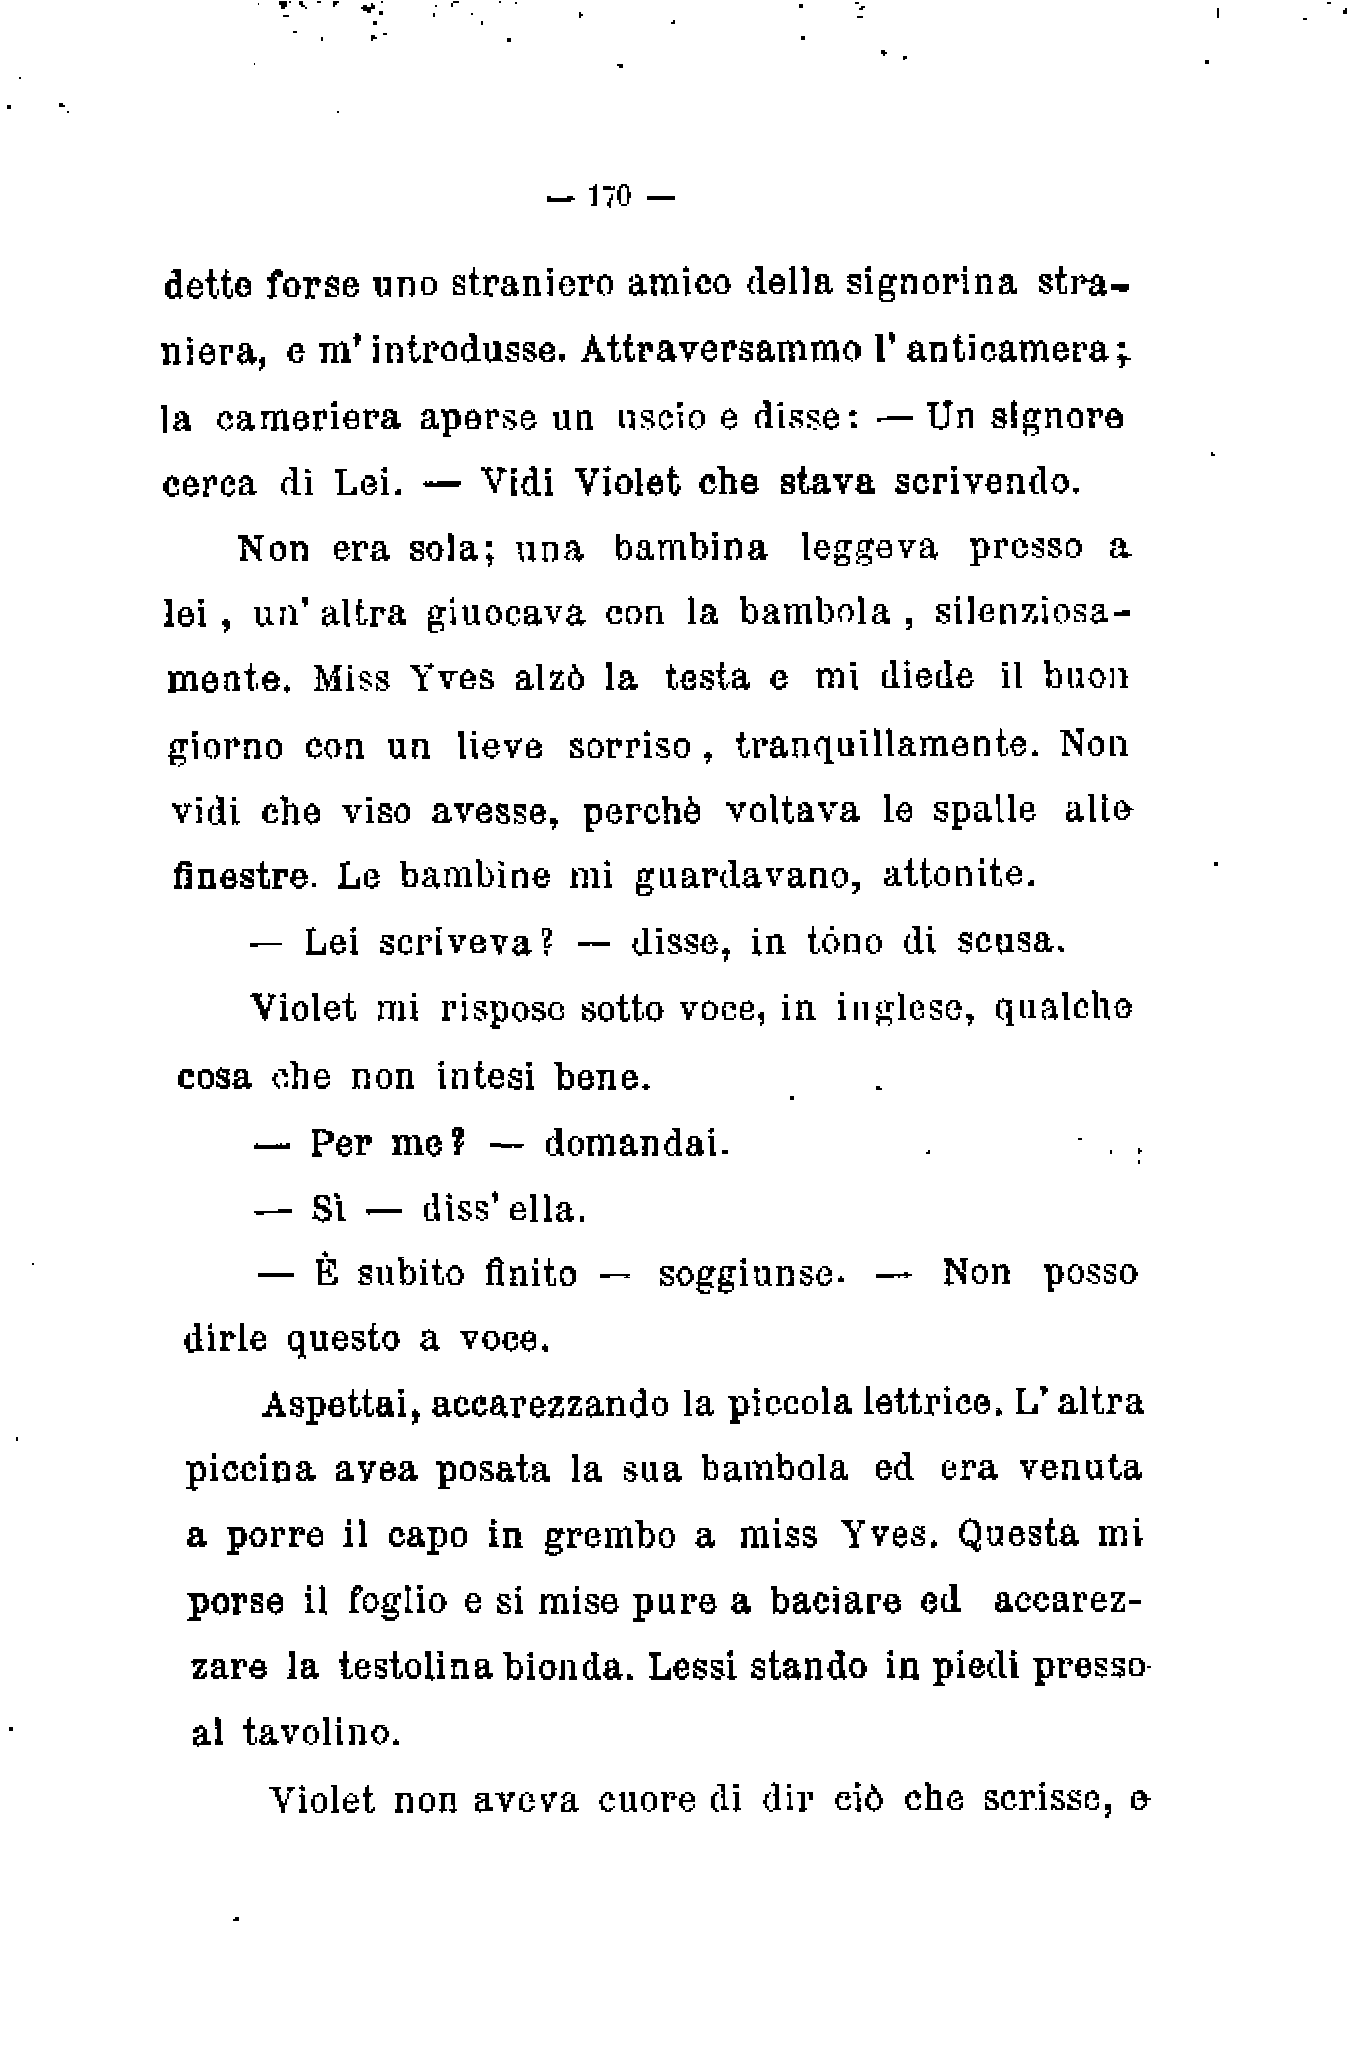 — 170 —
dette forse uno straniero amico della signorina stra-
niera, e m' introdusse. Attraversammo l' anticamera;
la cameriera aperse un uscio e disse: — Un signore
cerca di Lei. — Vidi Violet che stava scrivendo.
Non era sola; una bambina leggeva presso a
lei, un' altra giuocava con la bambola, silenziosa-
mente. Miss Yves alzò la testa e mi diede il buon
giorno con un lieve sorriso, tranquillamente. Non
vidi che viso avesse, perchè voltava le spalle alle
finestre. Le bambine mi guardavano, attonite.
— Lei scriveva? — disse, in tóno di scusa.
Violet mi rispose sotto voce, in inglese, qualche
cosa che non intesi bene.
— Per me? — domandai.
— Sì — diss' ella.
— È subito finito — soggiunse. — Non posso
dirle questo a voce.
Aspettai, accarezzando la piccola lettrice. L' altra
piccina avea posata la sua bambola ed era venuta
a porre il capo in grembo a miss Yves. Questa mi
porse il foglio e si mise pure a baciare ed accarez-
zare la testolina bionda. Lessi stando in piedi presso
al tavolino.
Violet non aveva cuore di dir ciò che scrisse, e